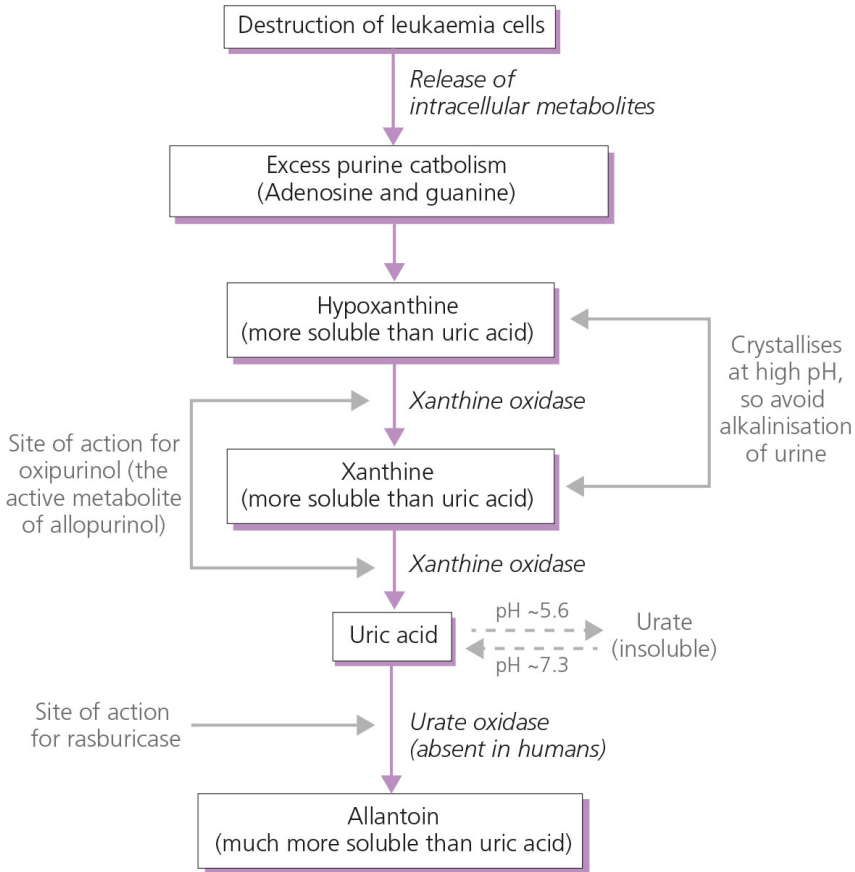 Destruction of leukaemia cells
Release of
intracellular metabolites
Excess purine catbolism
(Adenosine and guanine)
Hypoxanthine
(more soluble than uric acid)
Crystallises
at high pH,
so avoid
alkalinisation
of urine
Xanthine oxidase
Site of action for
oxipurinol (the
active metabolite
of allopurinol)
Xanthine
(more soluble than uric acid)
Xanthine oxidase
Uric acid
pH ~5.6
pH ~7.3
Urate
(insoluble)
Site of action
for rasburicase
Urate oxidase
(absent in humans)
Allantoin
(much more soluble than uric acid)